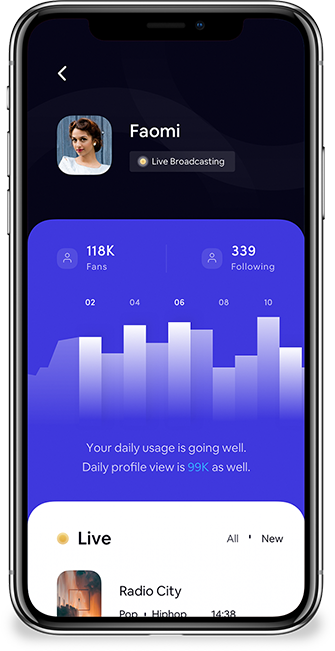 Faomi
Live Broadcasting
118K
Fans
339
Following
02 04 06 08 10
Your daily usage is going well.
Daily profile view is 99K as well.
Live
All New
Radio City
Pop Hiphop 14:38